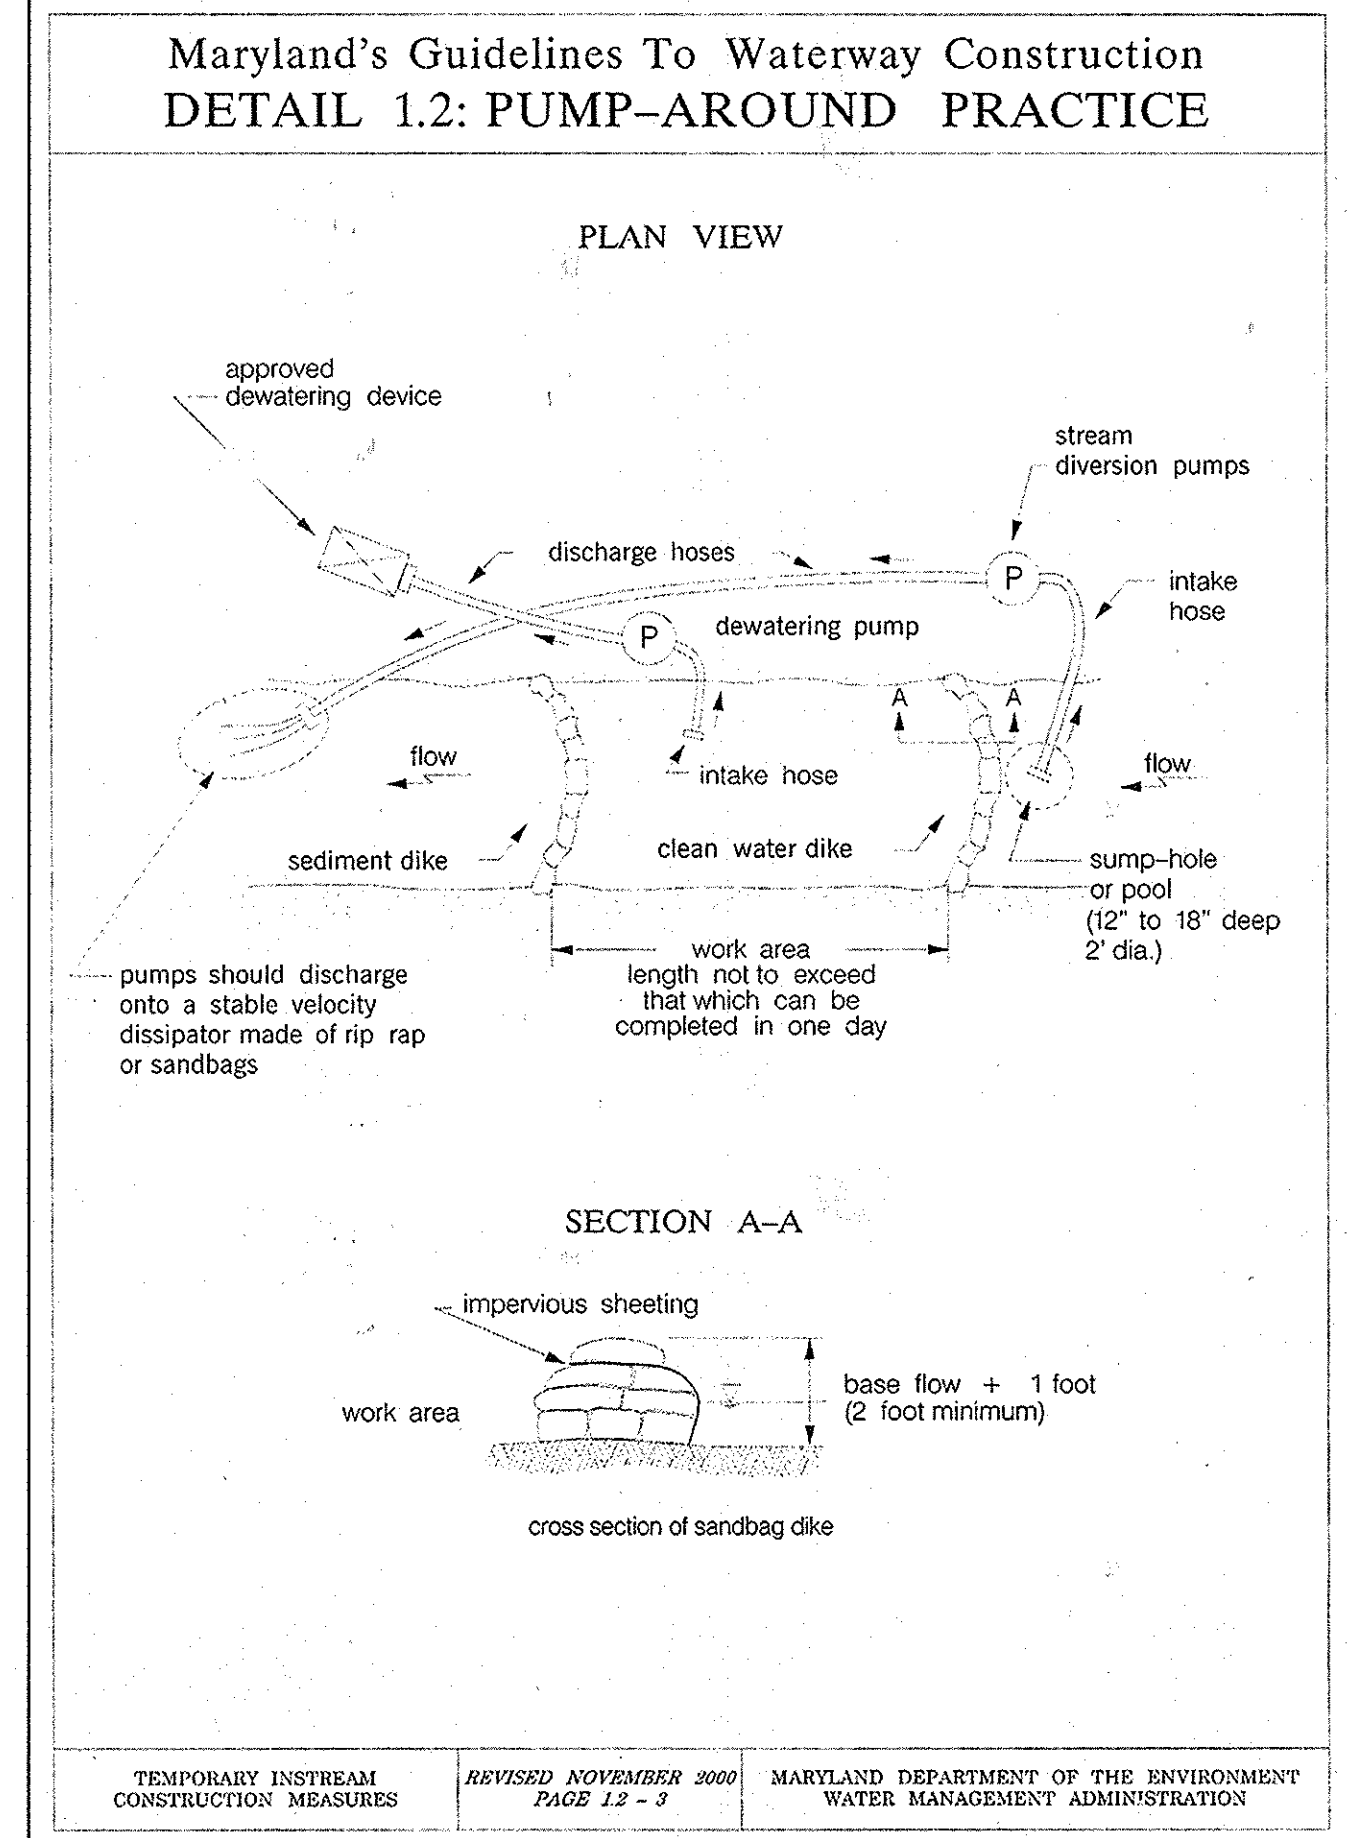 Maryland's Guidelines To Waterway Construction
DETAIL 1.2: PUMP–AROUND PRACTICE
PLAN VIEW
approved
dewatering device
stream
diversion pumps
discharge hoses
P
intake
hose
P
dewatering pump
A
A
flow
intake hose
flow
sediment dike
clean water dike
sump–hole
or pool
(12" to 18" deep
2' dia.)
work area
length not to exceed
that which can be
completed in one day
pumps should discharge
onto a stable velocity
dissipator made of rip rap
or sandbags
SECTION A–A
impervious sheeting
work area
base flow + 1 foot
(2 foot minimum)
cross section of sandbag dike
TEMPORARY INSTREAM
CONSTRUCTION MEASURES
REVISED NOVEMBER 2000
PAGE 1.2 - 3
MARYLAND DEPARTMENT OF THE ENVIRONMENT
WATER MANAGEMENT ADMINISTRATION